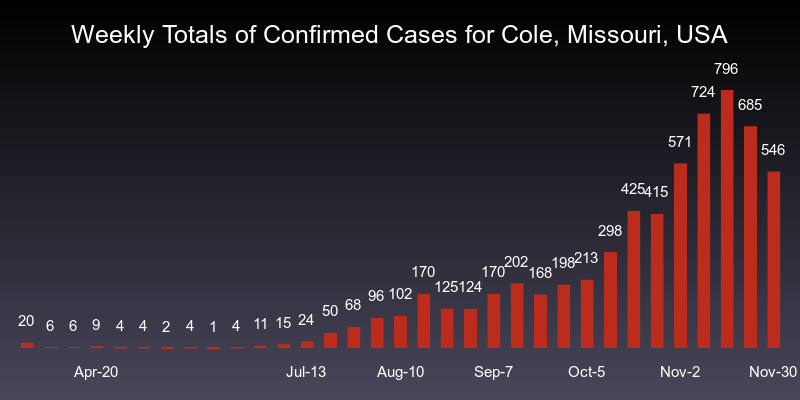 Weekly Totals of Confirmed Cases for Cole, Missouri, USA
20 6 6 9 4 4 2 4 1 4 11 15 24 50 68 96 102 170 125 124 170 202 168 198 213 298 425 415 571 724 796 685 546
Apr-20 Jul-13 Aug-10 Sep-7 Oct-5 Nov-2 Nov-30